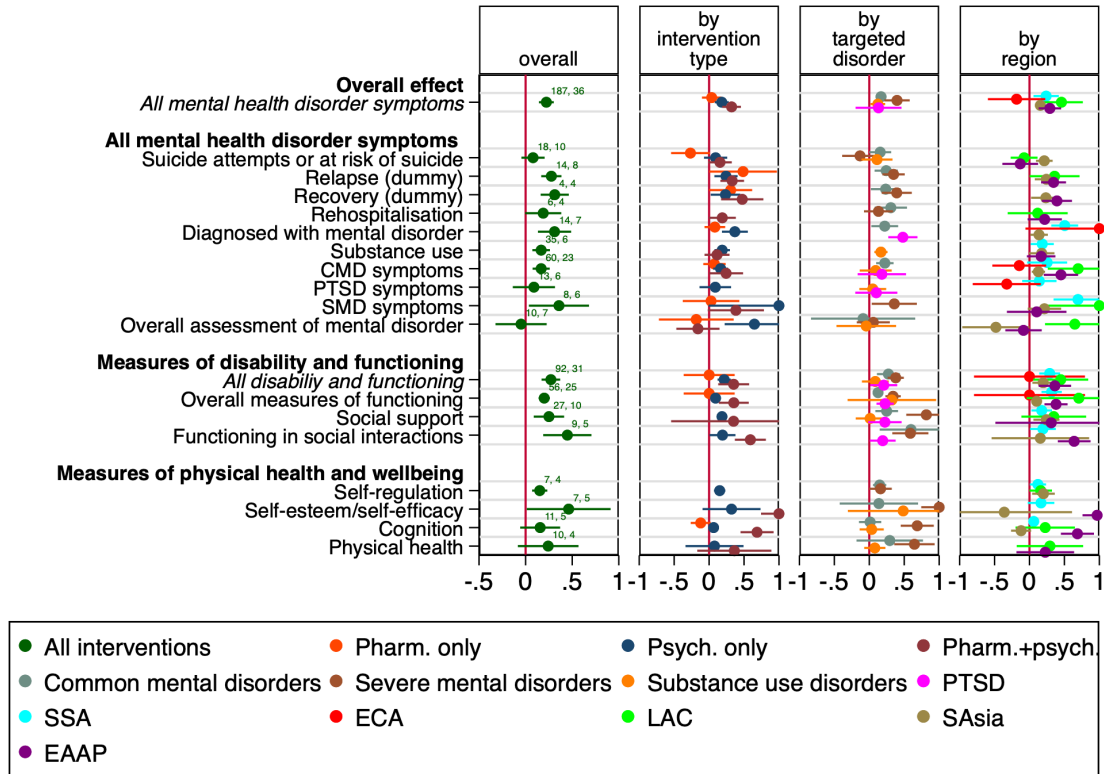 overall
by
intervention
type
by
targeted
disorder
by
region
Overall effect
All mental health disorder symptoms
187, 36
All mental health disorder symptoms
Suicide attempts or at risk of suicide
18, 10
Relapse (dummy)
14, 8
Recovery (dummy)
4, 4
Rehospitalisation
6, 4
Diagnosed with mental disorder
14, 7
Substance use
35, 6
CMD symptoms
60, 23
PTSD symptoms
13, 6
SMD symptoms
8, 6
Overall assessment of mental disorder
10, 7
Measures of disability and functioning
All disabiliy and functioning
92, 31
Overall measures of functioning
56, 25
Social support
27, 10
Functioning in social interactions
9, 5
Measures of physical health and wellbeing
Self-regulation
7, 4
Self-esteem/self-efficacy
7, 5
Cognition
11, 5
Physical health
10, 4
-.5 0 .5 1
-1 -.5 0 .5 1
-1 -.5 0 .5 1
-1 -.5 0 .5 1
All interventions Pharm. only Psych. only Pharm.+psych.
Common mental disorders Severe mental disorders Substance use disorders PTSD
SSA ECA LAC SAsia
EAAP